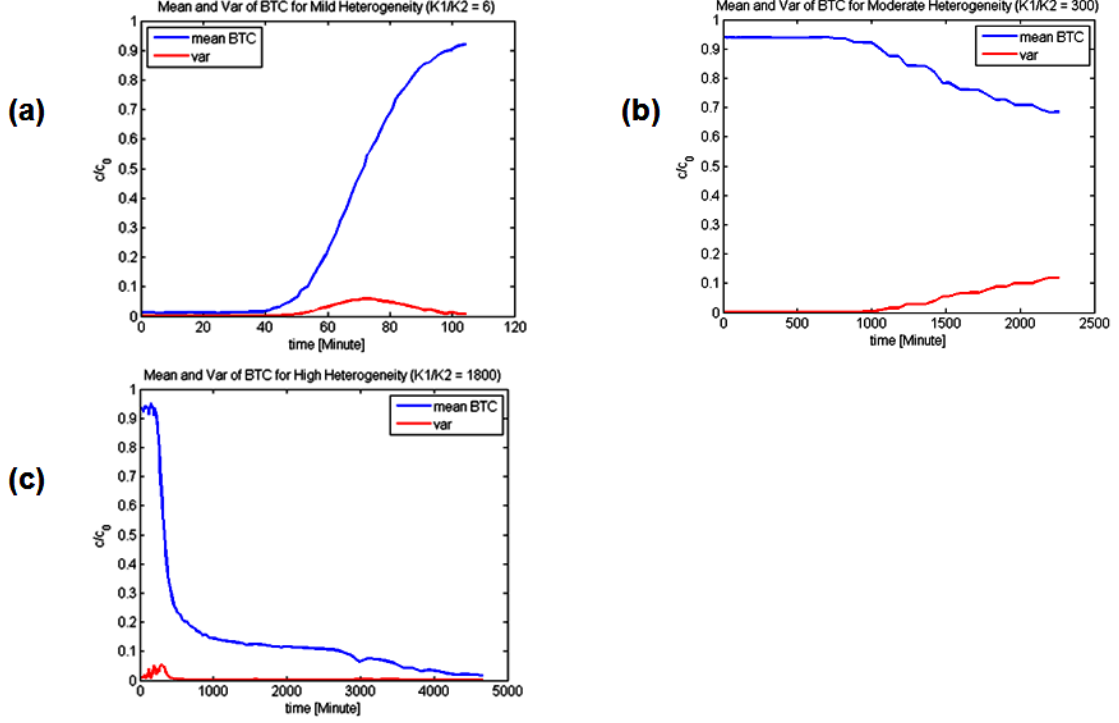 Mean and Var of BTC for Mild Heterogeneity (K1/K2 = 6)
(a)
c/c0
1
0.9
0.8
0.7
0.6
0.5
0.4
0.3
0.2
0.1
0
mean BTC
var
0 20 40 60 80 100 120
time [Minute]
Mean and Var of BTC for Moderate Heterogeneity (K1/K2 = 300)
(b)
c/c0
1
0.9
0.8
0.7
0.6
0.5
0.4
0.3
0.2
0.1
0
mean BTC
var
0 500 1000 1500 2000 2500
time [Minute]
Mean and Var of BTC for High Heterogeneity (K1/K2 = 1800)
(c)
c/c0
1
0.9
0.8
0.7
0.6
0.5
0.4
0.3
0.2
0.1
0
mean BTC
var
0 1000 2000 3000 4000 5000
time [Minute]